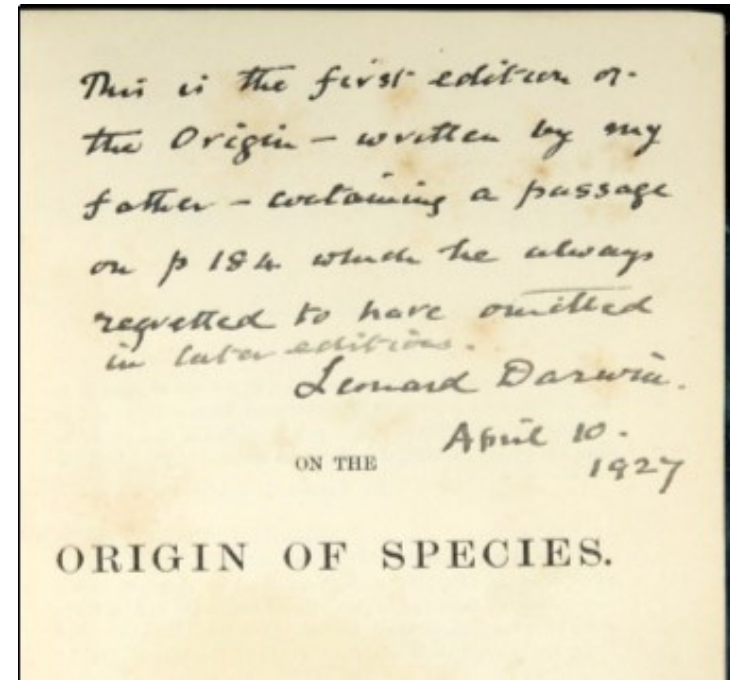 This is the first edition of
the Origin – written by my
father – containing a passage
on p 184 which he always
regretted to have omitted
in later editions.
Leonard Darwin.
April 10.
1927
ON THE
ORIGIN OF SPECIES.